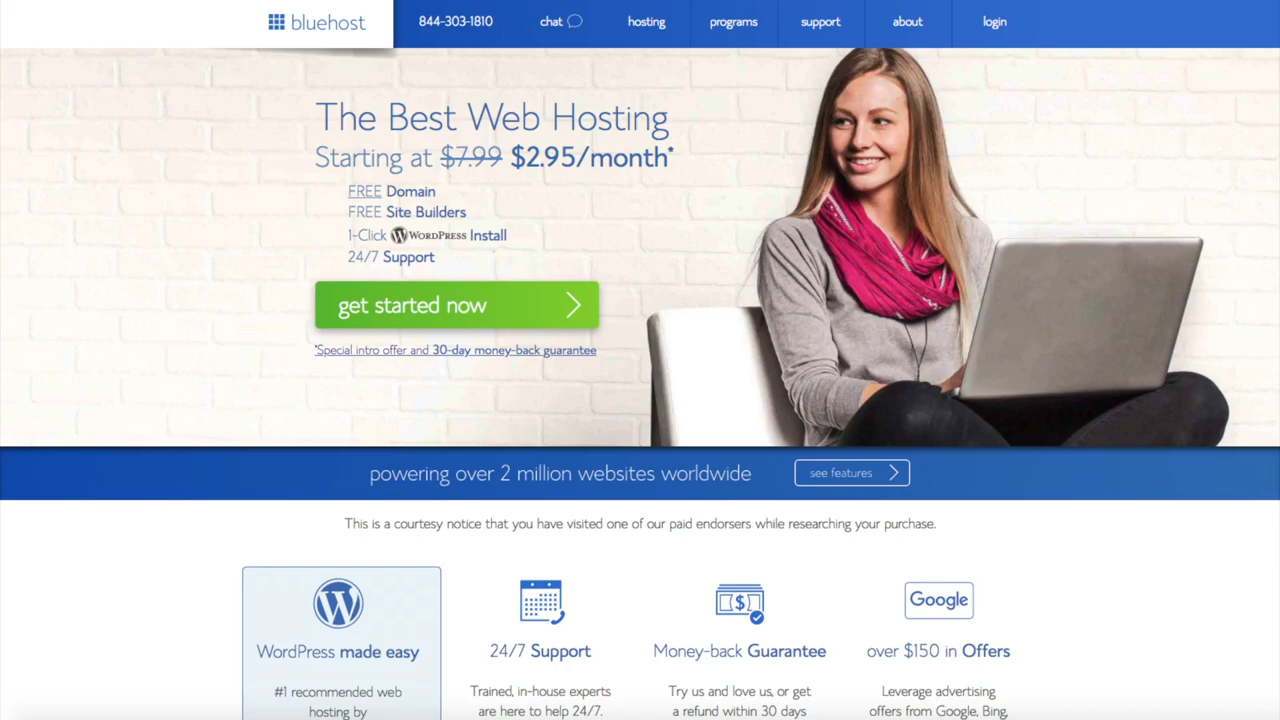 bluehost
844-303-1810
chat
hosting
programs
support
about
login
The Best Web Hosting
Starting at $7.99 $2.95/month*
FREE Domain
FREE Site Builders
1-Click WORDPRESS Install
24/7 Support
get started now
*Special intro offer and 30-day money-back guarantee
powering over 2 million websites worldwide
see features
This is a courtesy notice that you have visited one of our paid endorsers while researching your purchase.
WordPress made easy
#1 recommended web
hosting by
24/7 Support
Trained, in-house experts
are here to help 24/7.
Money-back Guarantee
Try us and love us, or get
a refund within 30 days
Google
over $150 in Offers
Leverage advertising
offers from Google, Bing,